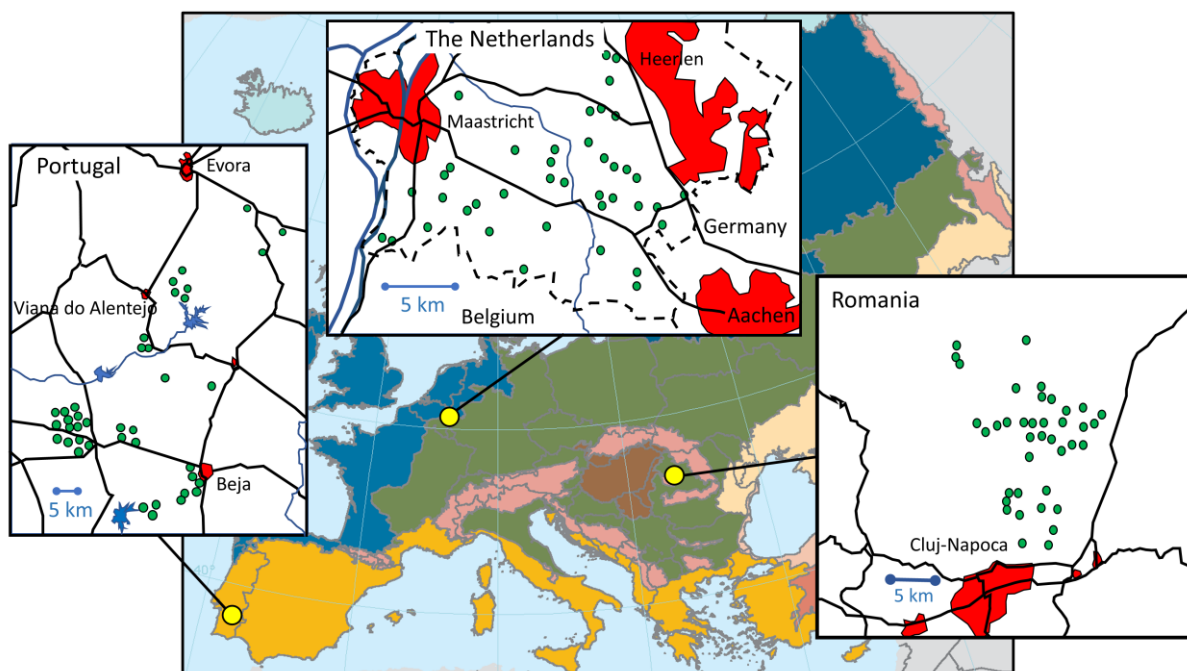 The Netherlands
Heerlen
Maastricht
Germany
5 km
Belgium
Aachen
Portugal
Evora
Viana do Alentejo
5 km
Beja
Romania
Cluj-Napoca
5 km
40°